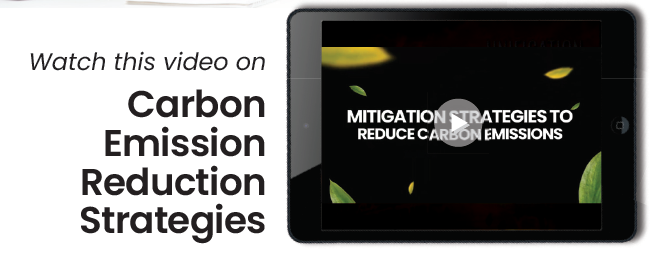 Watch this video on
Carbon
Emission
Reduction
Strategies
MITIGATION STRATEGIES TO
REDUCE CARBON EMISSIONS